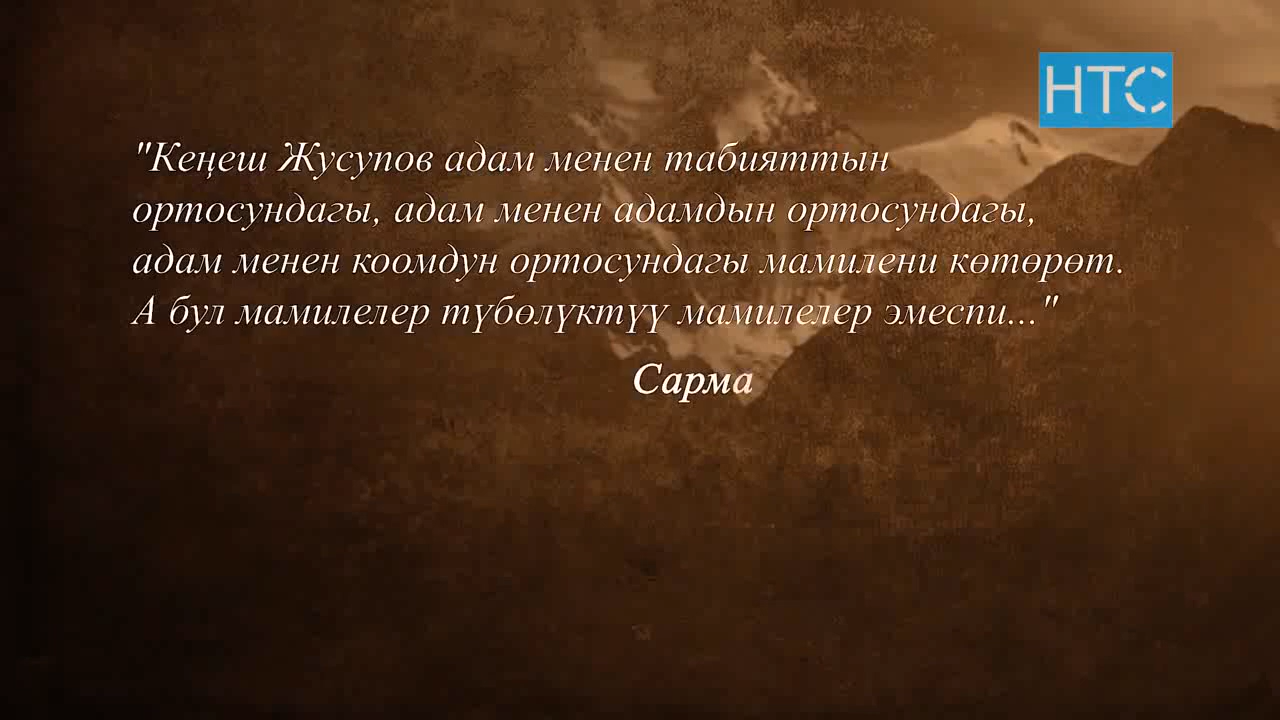 НТС
"Кеңеш Жусупов адам менен табияттын
ортосундагы, адам менен адамдын ортосундагы,
адам менен коомдун ортосундагы мамилени көтөрөт.
А бул мамилелер түбөлүктүү мамилелер эмеспи..."
Сарма